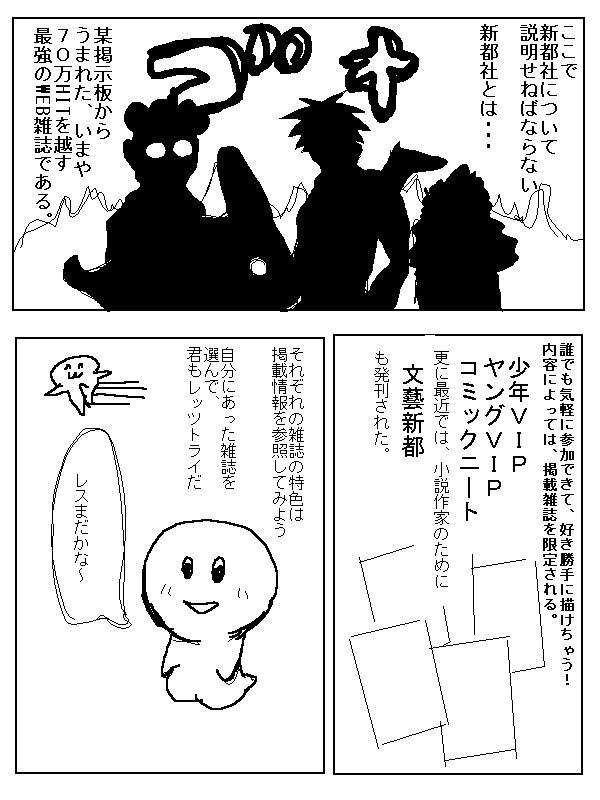 ここで
新都社について
説明せねばならない
新都社とは・・・
ゴゴゴ
某掲示板から
うまれた、いまや
７０万HITを越す
最強のWEB雑誌である。
誰でも気軽に参加できて、好き勝手に描けちゃう！
内容によっては、掲載雑誌を限定される。
少年ＶＩＰ
ヤングＶＩＰ
コミックニート
更に最近では、小説作家のために
文藝新都
も発刊された。
それぞれの雑誌の特色は
掲載情報を参照してみよう
自分にあった雑誌を
選んで、
君もレッツトライだ
レスまだかな～